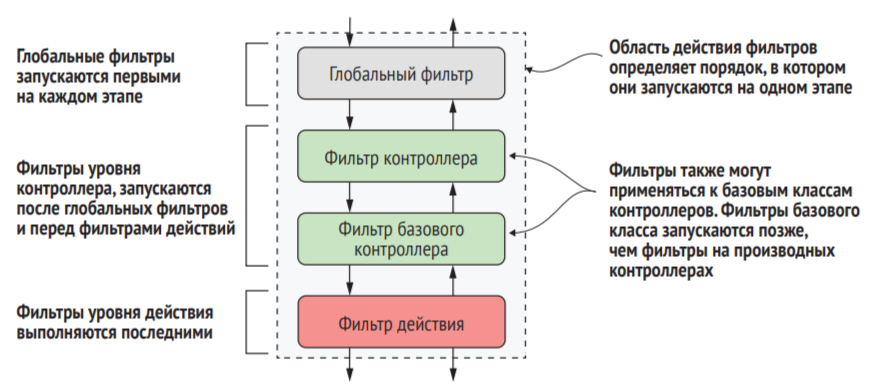 Глобальные фильтры
запускаются первыми
на каждом этапе
Глобальный фильтр
Область действия фильтров
определяет порядок, в котором
они запускаются на одном этапе
Фильтры уровня
контроллера, запускаются
после глобальных фильтров
и перед фильтрами действий
Фильтр контроллера
Фильтр базового
контроллера
Фильтры также могут
применяться к базовым классам
контроллеров. Фильтры базового
класса запускаются позже,
чем фильтры на производных
контроллерах
Фильтры уровня действия
выполняются последними
Фильтр действия